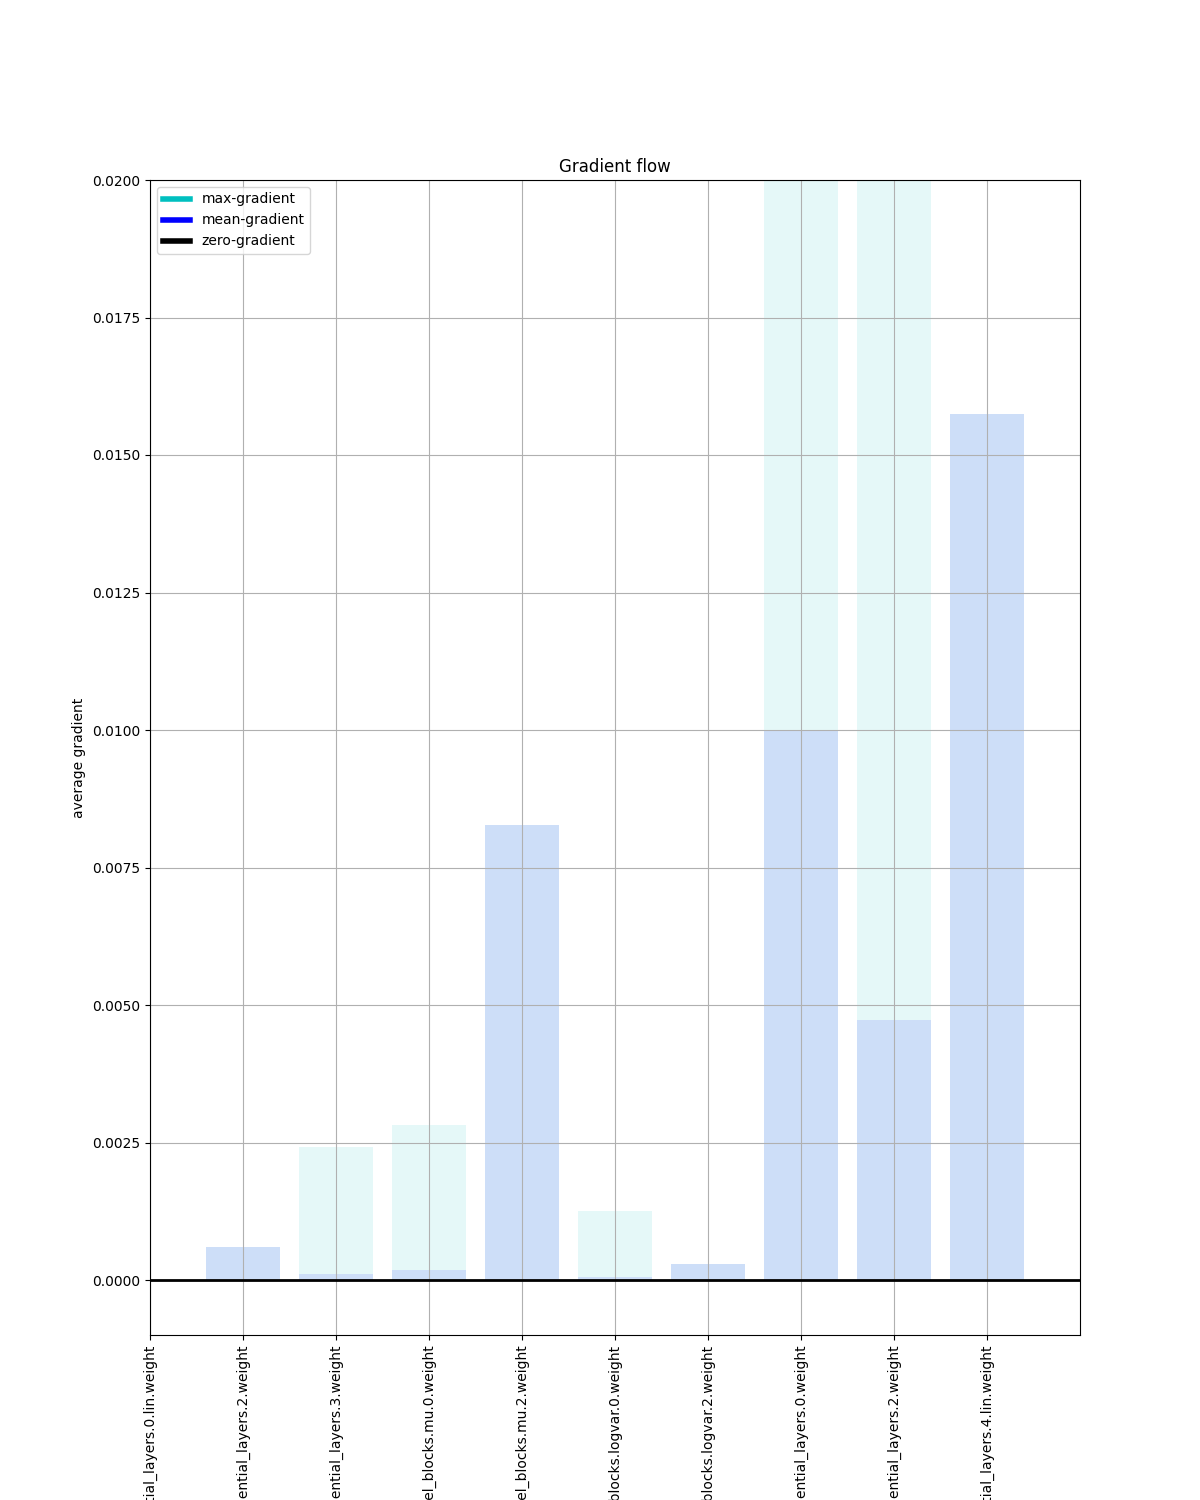 Gradient flow
max-gradient
mean-gradient
zero-gradient
0.0200
0.0175
0.0150
0.0125
0.0100
0.0075
0.0050
0.0025
0.0000
average gradient
tial_layers.0.lin.weight
ential_layers.2.weight
ential_layers.3.weight
el_blocks.mu.0.weight
el_blocks.mu.2.weight
blocks.logvar.0.weight
blocks.logvar.2.weight
ential_layers.0.weight
ential_layers.2.weight
tial_layers.4.lin.weight